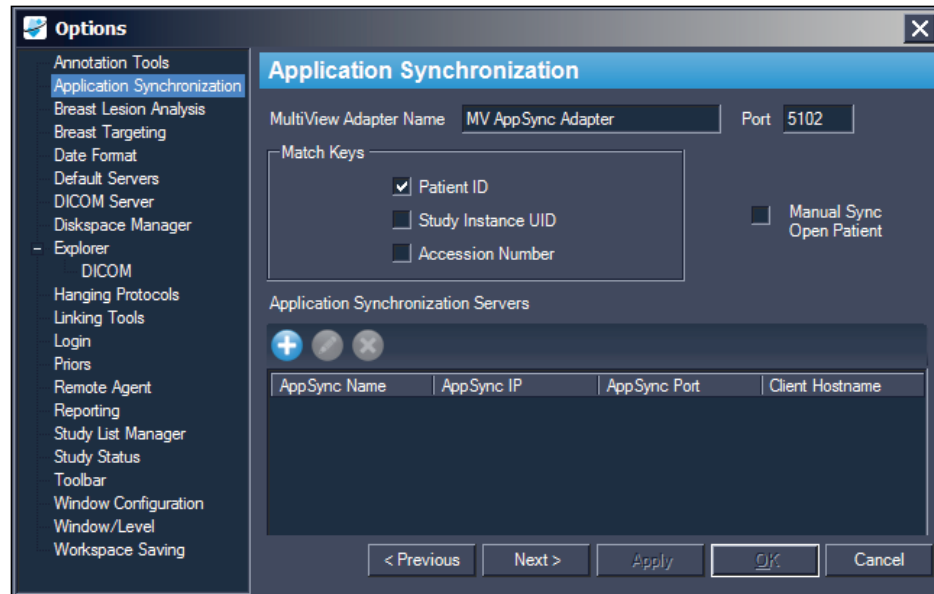 Options
Annotation Tools
Application Synchronization
Breast Lesion Analysis
Breast Targeting
Date Format
Default Servers
DICOM Server
Diskspace Manager
Explorer
DICOM
Hanging Protocols
Linking Tools
Login
Priors
Remote Agent
Reporting
Study List Manager
Study Status
Toolbar
Window Configuration
Window/Level
Workspace Saving
Application Synchronization
MultiView Adapter Name MV AppSync Adapter Port 5102
Match Keys
Patient ID
Study Instance UID
Accession Number
Manual Sync
Open Patient
Application Synchronization Servers
AppSync Name AppSync IP AppSync Port Client Hostname
< Previous Next > Apply OK Cancel